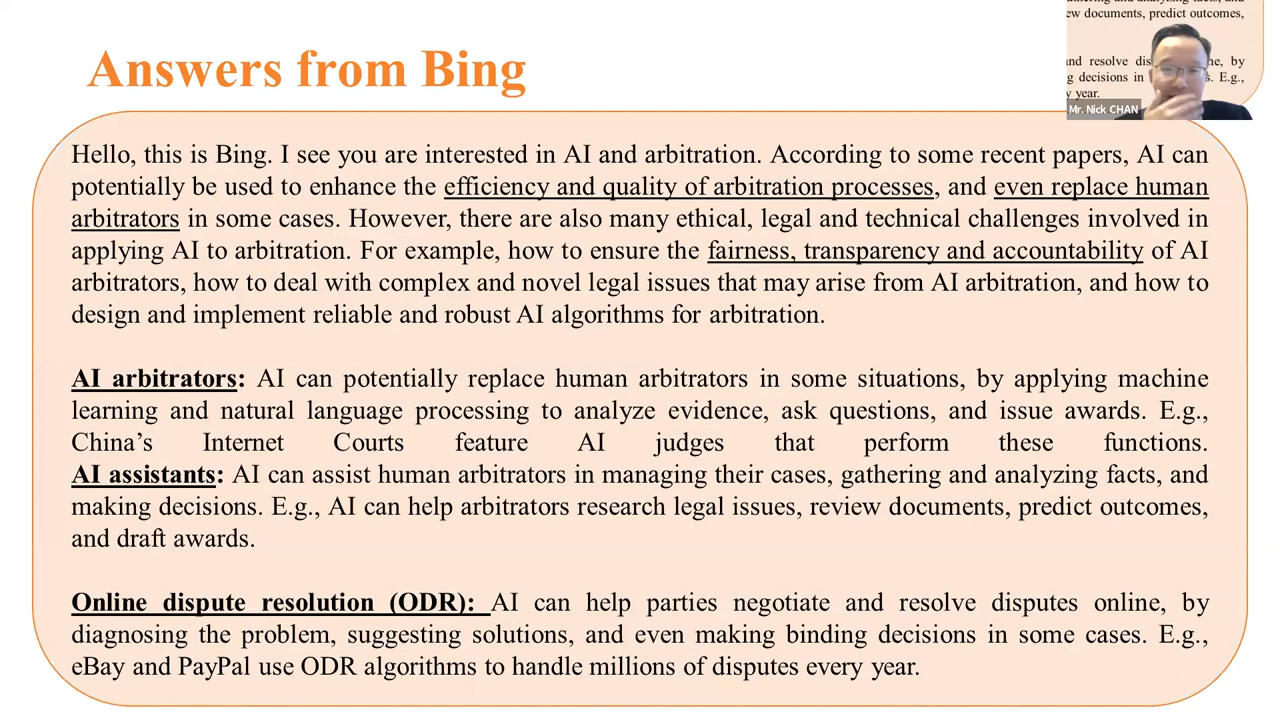 Answers from Bing
Hello, this is Bing. I see you are interested in AI and arbitration. According to some recent papers, AI can
potentially be used to enhance the efficiency and quality of arbitration processes, and even replace human
arbitrators in some cases. However, there are also many ethical, legal and technical challenges involved in
applying AI to arbitration. For example, how to ensure the fairness, transparency and accountability of AI
arbitrators, how to deal with complex and novel legal issues that may arise from AI arbitration, and how to
design and implement reliable and robust AI algorithms for arbitration.
AI arbitrators: AI can potentially replace human arbitrators in some situations, by applying machine
learning and natural language processing to analyze evidence, ask questions, and issue awards. E.g.,
China’s Internet Courts feature AI judges that perform these functions.
AI assistants: AI can assist human arbitrators in managing their cases, gathering and analyzing facts, and
making decisions. E.g., AI can help arbitrators research legal issues, review documents, predict outcomes,
and draft awards.
Online dispute resolution (ODR): AI can help parties negotiate and resolve disputes online, by
diagnosing the problem, suggesting solutions, and even making binding decisions in some cases. E.g.,
eBay and PayPal use ODR algorithms to handle millions of disputes every year.
documents, predict outcomes,
and resolve
decisions in
E.g.,
year.
Mr. Nick CHAN